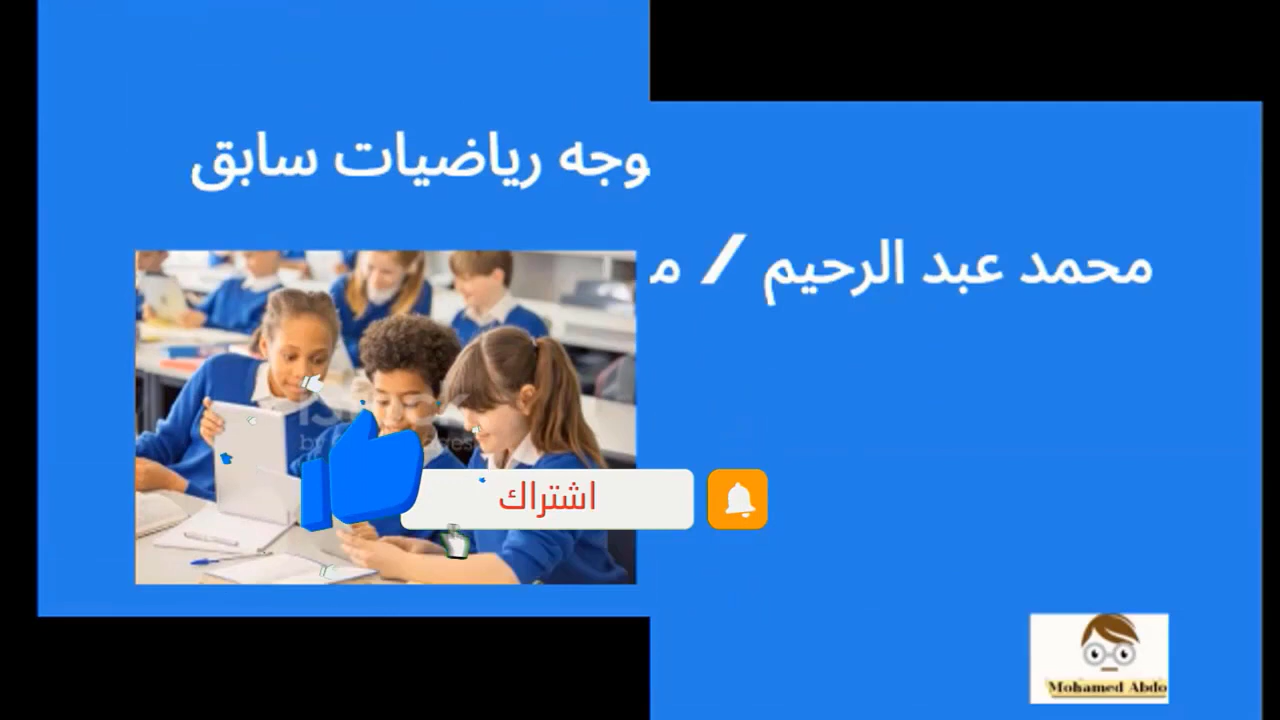 وجه رياضيات سابق
محمد عبد الرحيم / م
اشتراك
Mohamed Abdo